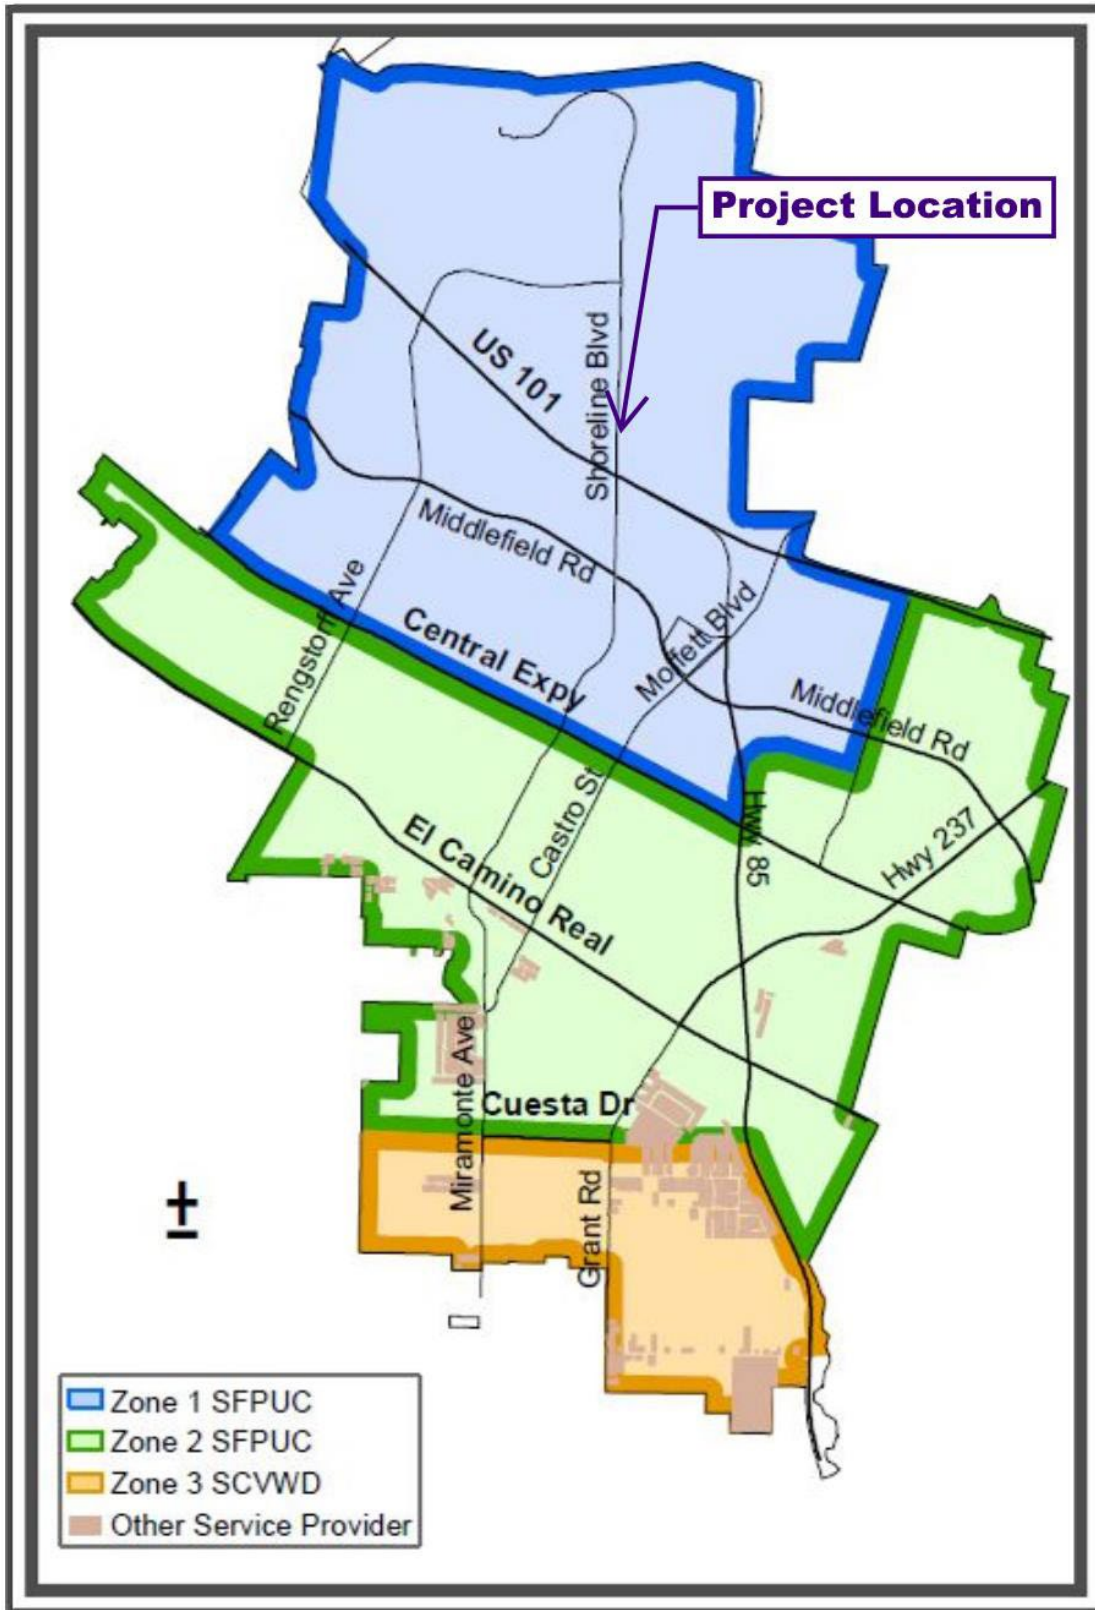 Project Location
US 101
Shoreline Blvd
Middlefield Rd
Rengstorff Ave
Central Expy
Moffett Blvd
Middlefield Rd
Castro St
Hwy 85
Hwy 237
El Camino Real
Miramonte Ave
Cuesta Dr
Grant Rd
Zone 1 SFPUC
Zone 2 SFPUC
Zone 3 SCVWD
Other Service Provider